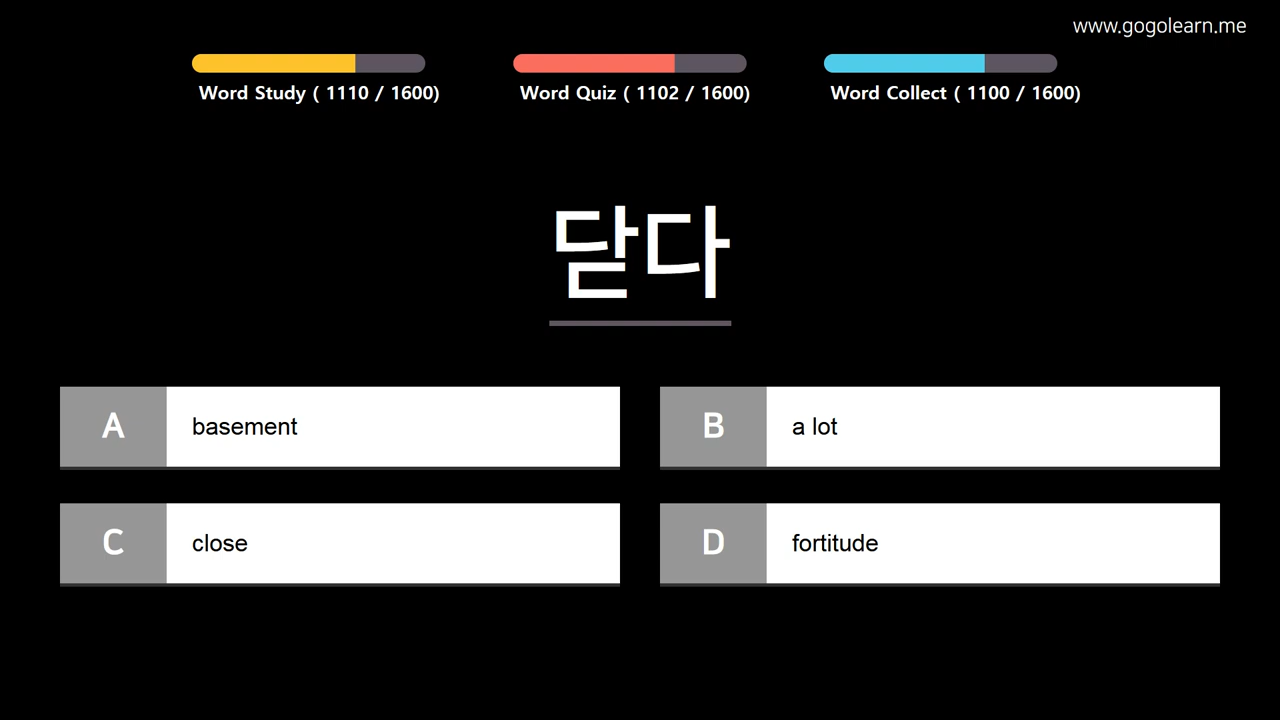 www.gogolearn.me
Word Study ( 1110 / 1600)
Word Quiz ( 1102 / 1600)
Word Collect ( 1100 / 1600)
닫다
A basement
B a lot
C close
D fortitude